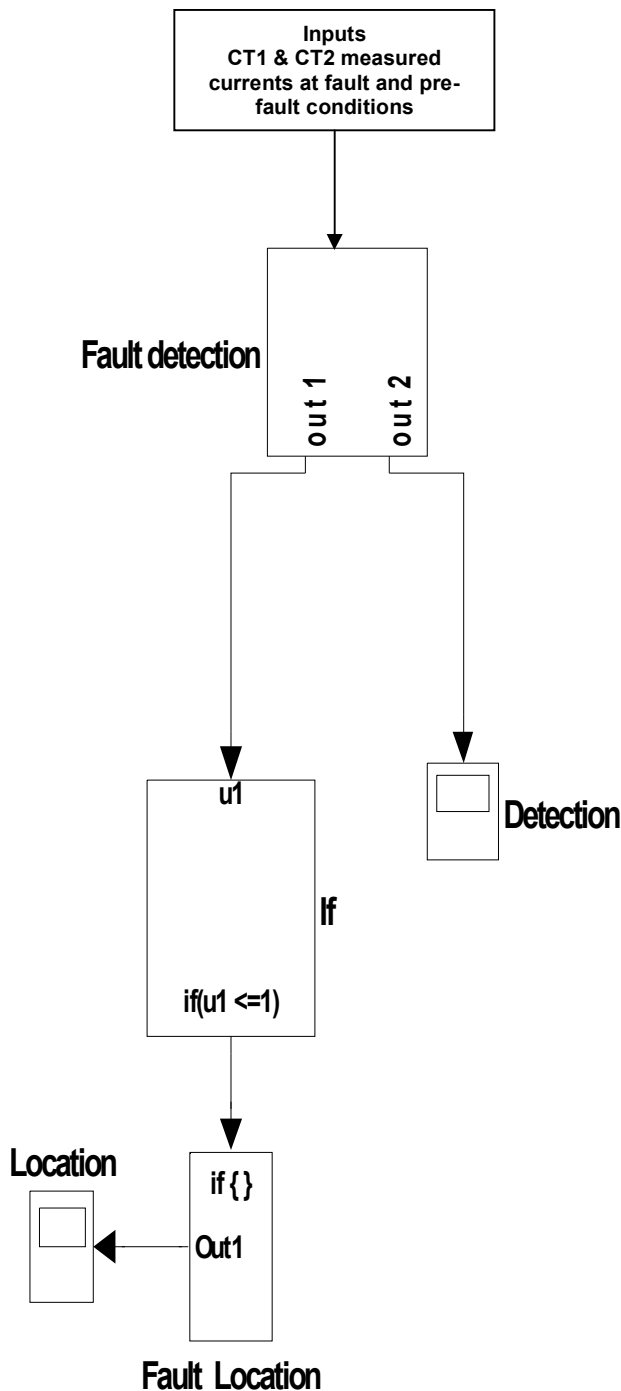 Inputs
CT1 & CT2 measured
currents at fault and pre-
fault conditions
Fault detection
out 1
out 2
u1
If
if(u1 <=1)
Detection
Location
if { }
Out1
Fault Location